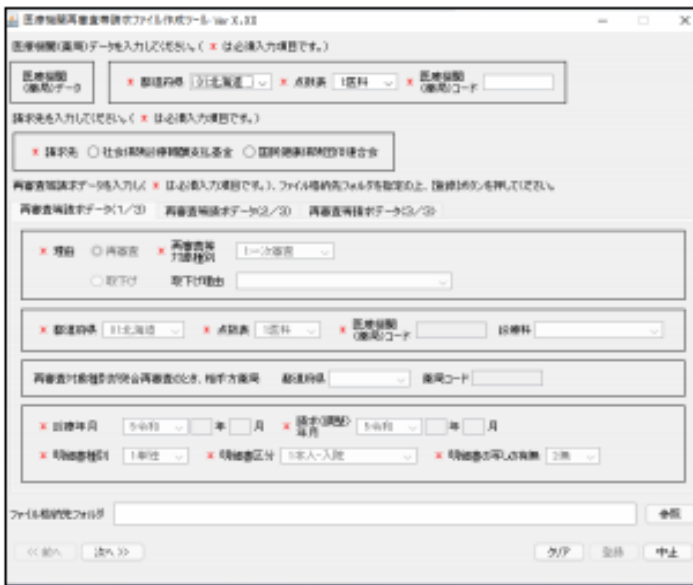 医療機関再審査等請求ファイル作成ツール Ver X.XX
医療機関(薬局)データを入力してください。( * は必須入力項目です。)
医療機関(薬局)データ
* 都道府県 01北海道 * 点数表 1医科 * 医療機関(薬局)コード
請求先を入力してください。( * は必須入力項目です。)
* 請求先 社会保険診療報酬支払基金 国民健康保険団体連合会
再審査等請求データを入力し( * は必須入力項目です。)、ファイル格納先フォルダを指定の上、[登録]ボタンを押してください。
再審査等請求データ(1/3) 再審査等請求データ(2/3) 再審査等請求データ(3/3)
* 理由 再審査 * 再審査等対象種別 1一次審査
取下げ 取下げ理由
* 都道府県 01北海道 * 点数表 1医科 * 医療機関(薬局)コード 診療科
再審査対象種別が突合再審査のとき、相手方薬局 都道府県 薬局コード
* 診療年月 5令和 年 月 * 請求(調整)年月 5令和 年 月
* 明細書種別 1単独 * 明細書区分 1本人-入院 * 明細書の写しの有無 2無
ファイル格納先フォルダ 参照
<< 前へ 次へ >> クリア 登録 中止